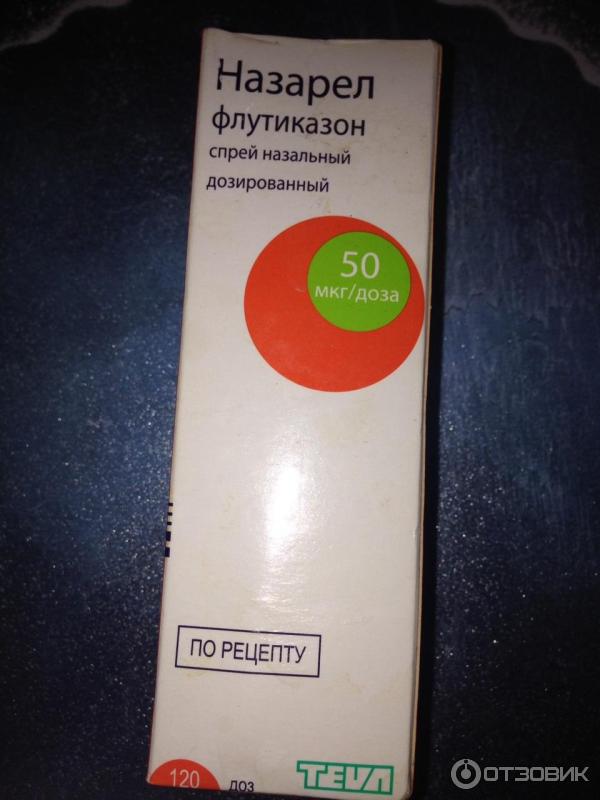 Назарел
флутиказон
спрей назальный
дозированный
50
мкг/доза
ПО РЕЦЕПТУ
120 доз
TEVA
ОТЗОВИК